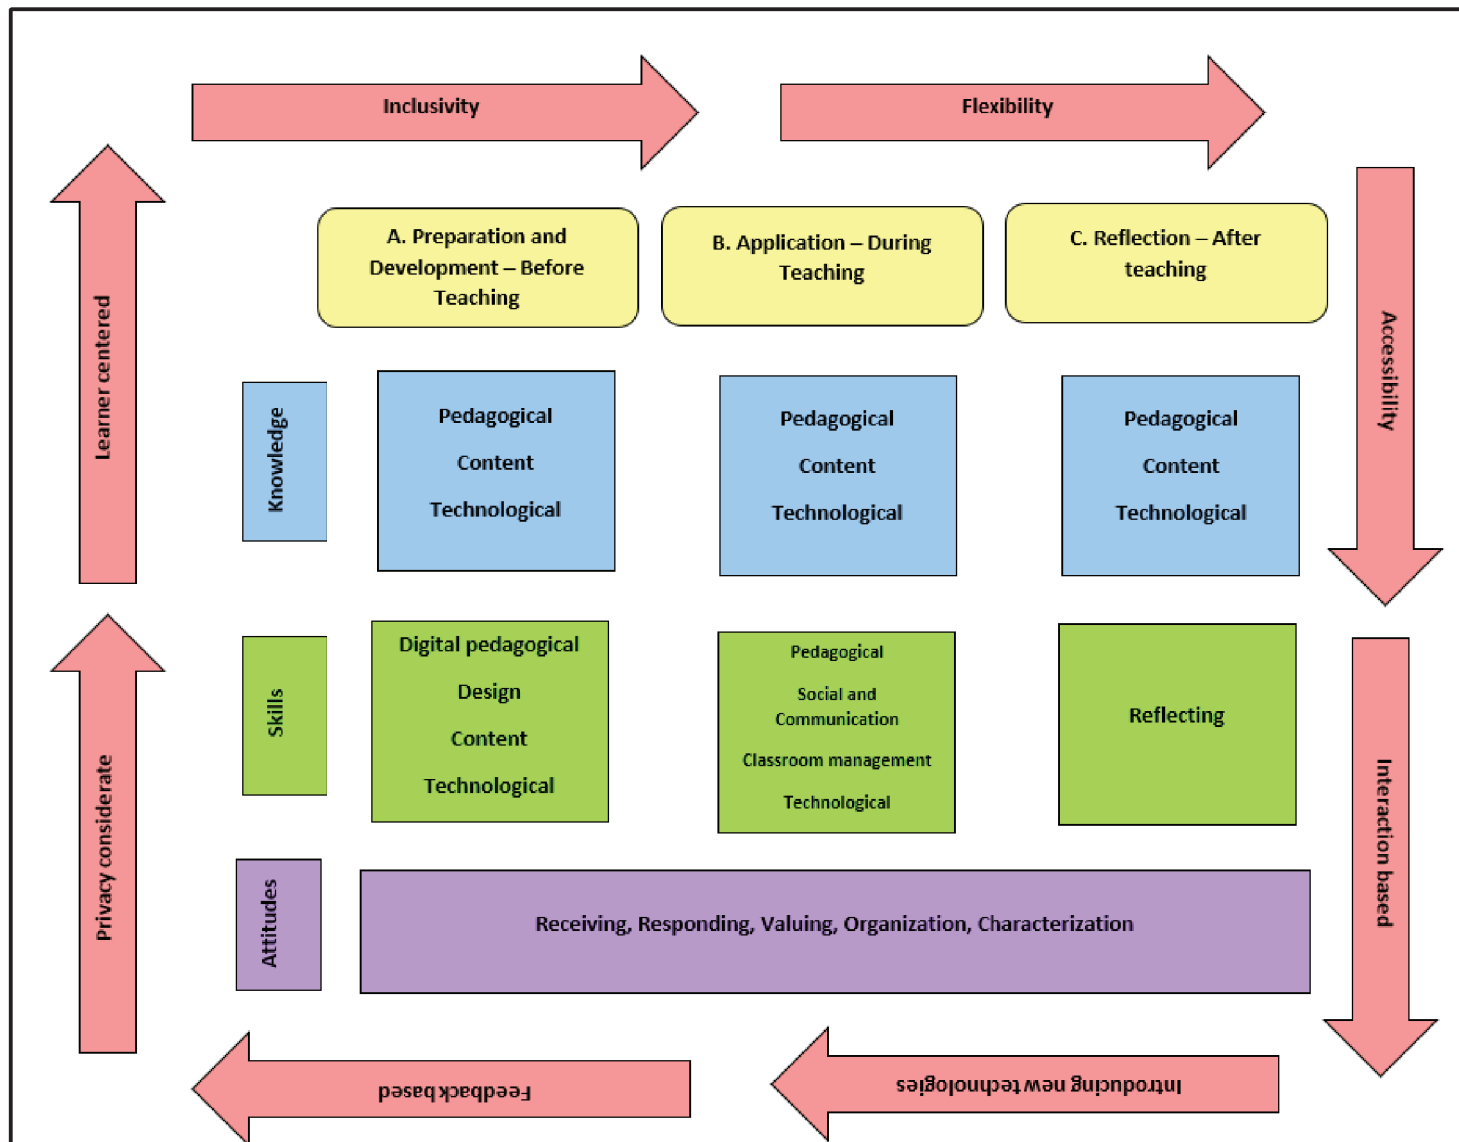 Inclusivity
Flexibility
Learner centered
A. Preparation and
Development – Before
Teaching
B. Application – During
Teaching
C. Reflection – After
teaching
Accessibility
Knowledge
Pedagogical
Content
Technological
Pedagogical
Content
Technological
Pedagogical
Content
Technological
Privacy considerate
Skills
Digital pedagogical
Design
Content
Technological
Pedagogical
Social and
Communication
Classroom management
Technological
Reflecting
Interaction based
Attitudes
Receiving, Responding, Valuing, Organization, Characterization
Feedback based
Introducing new technologies